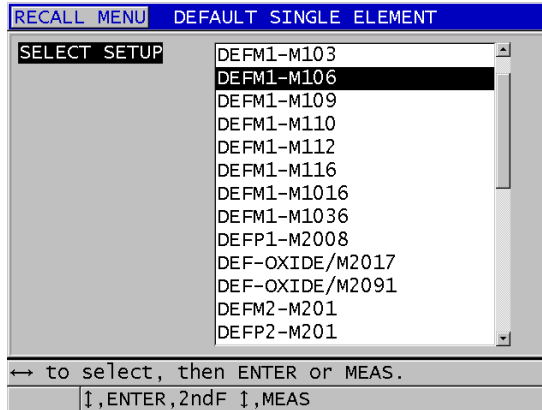 RECALL MENU DEFAULT SINGLE ELEMENT
SELECT SETUP
DEFM1-M103
DEFM1-M106
DEFM1-M109
DEFM1-M110
DEFM1-M112
DEFM1-M116
DEFM1-M1016
DEFM1-M1036
DEFP1-M2008
DEF-OXIDE/M2017
DEF-OXIDE/M2091
DEFM2-M201
DEFP2-M201
↔ to select, then ENTER or MEAS.
↕,ENTER,2ndF ↕,MEAS